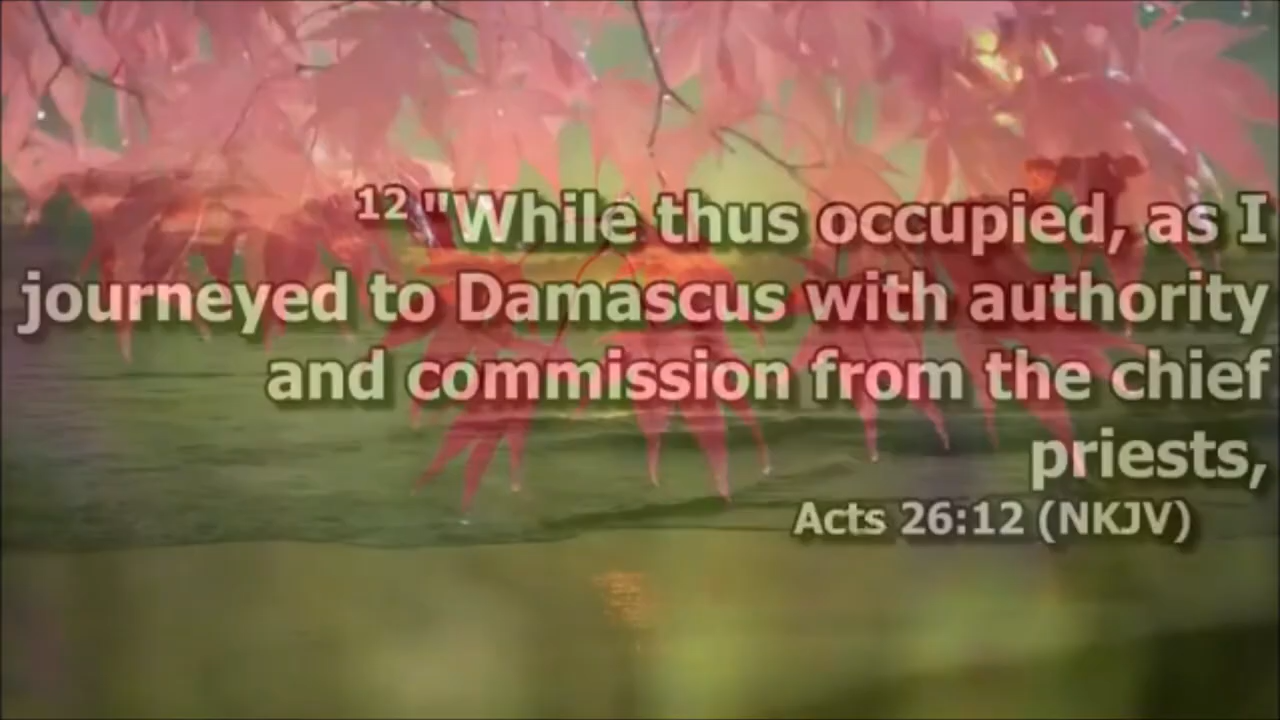 12 "While thus occupied, as I
journeyed to Damascus with authority
and commission from the chief
priests,
Acts 26:12 (NKJV)